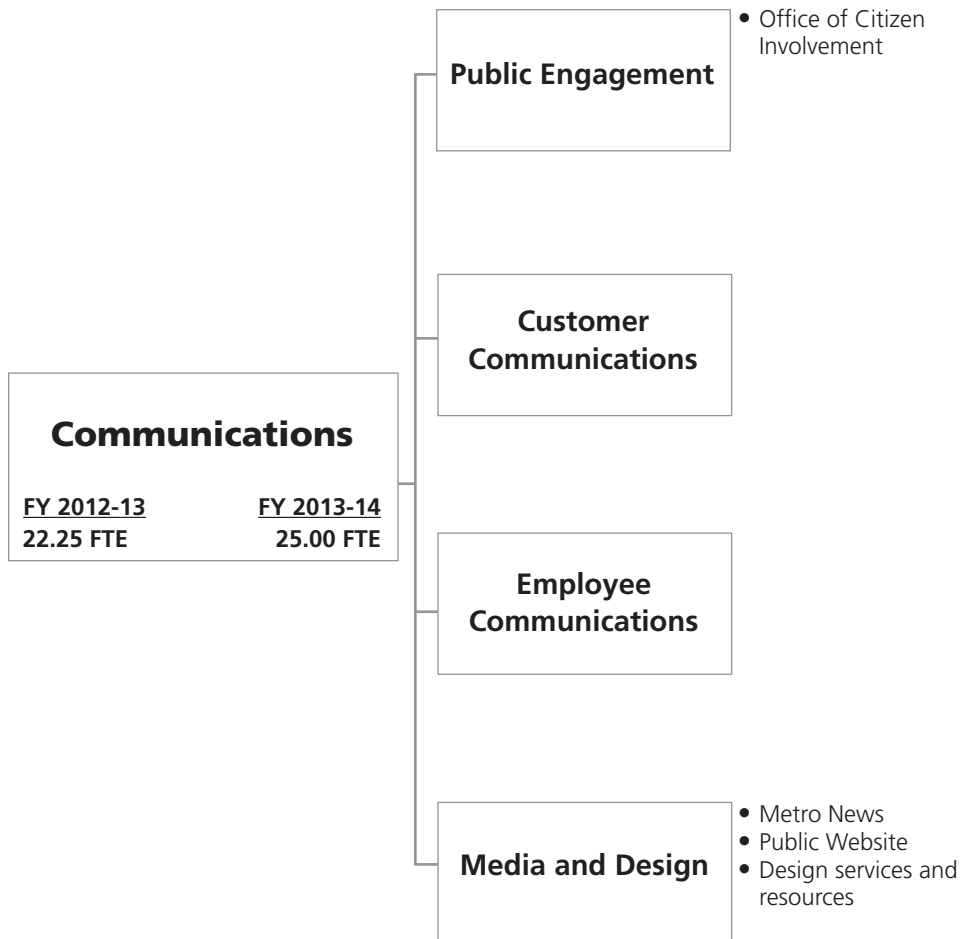 Public Engagement
• Office of Citizen
Involvement
Customer
Communications
Communications
FY 2012-13 FY 2013-14
22.25 FTE 25.00 FTE
Employee
Communications
Media and Design
• Metro News
• Public Website
• Design services and
resources